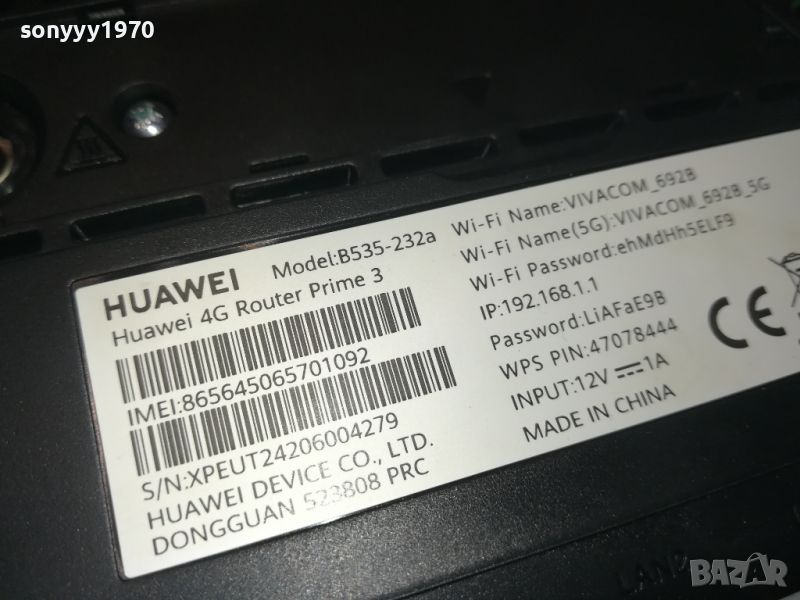 sonyyy1970
HUAWEI Model:B535-232a
Huawei 4G Router Prime 3
IMEI:865645065701092
S/N:XPEUT24206004279
HUAWEI DEVICE CO., LTD.
DONGGUAN 523808 PRC
Wi-Fi Name:VIVACOM_692B
Wi-Fi Name(5G):VIVACOM_692B_5G
Wi-Fi Password:ehMdHh5ELF9
IP:192.168.1.1
Password:LiAFaE9B
WPS PIN:47078444
INPUT:12V 1A
MADE IN CHINA
CE
BAZAR